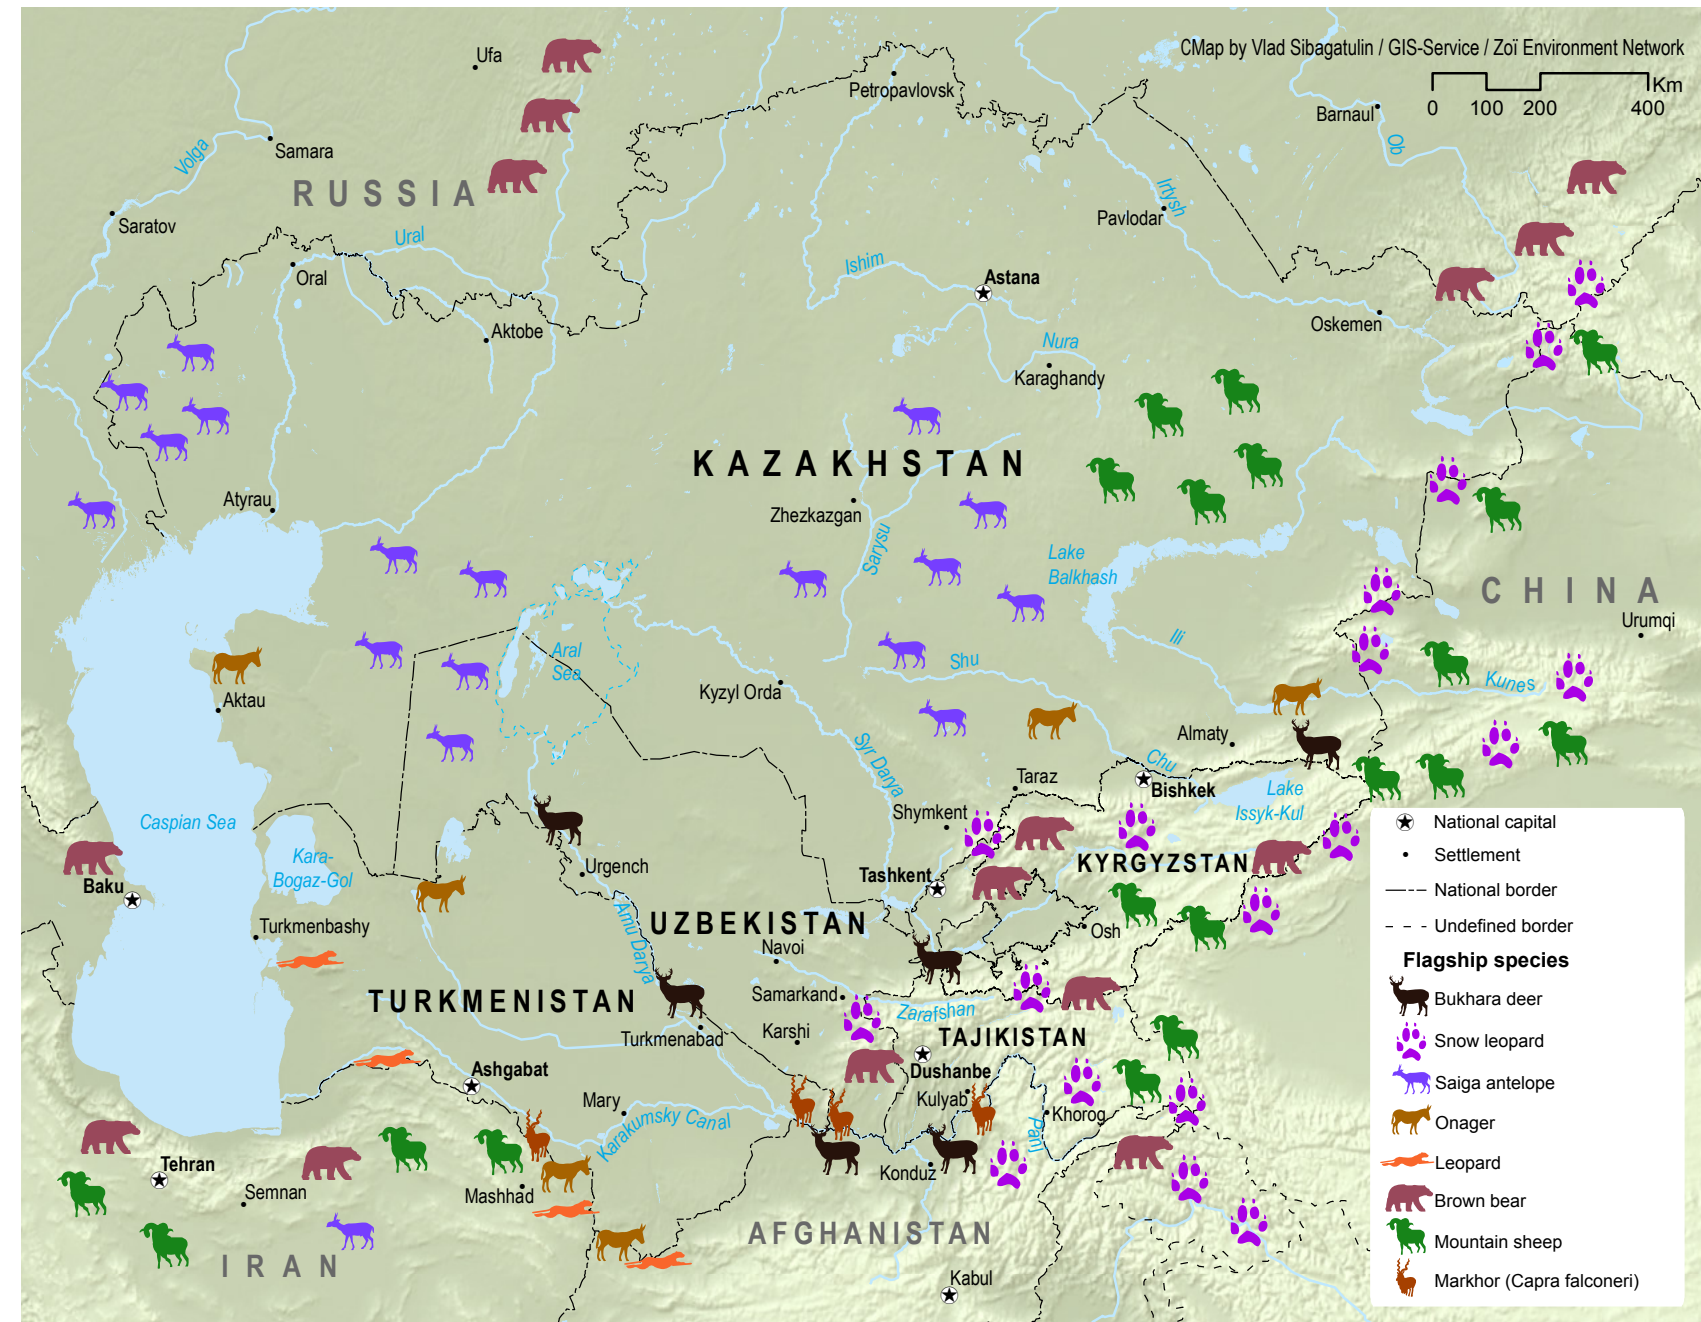 CMap by Vlad Sibagatulin / GIS-Service / Zoï Environment Network
Km
0 100 200 400
Ufa
Petropavlovsk
Barnaul
Ob
Volga
Samara
RUSSIA
Saratov
Ural
Oral
Irtysh
Pavlodar
Ishim
Astana
Aktobe
Oskemen
Nura
Karaghandy
KAZAKHSTAN
Atyrau
Zhezkazgan
Sarysu
Lake
Balkhash
CHINA
Urumqi
Ili
Aral
Sea
Shu
Kyzyl Orda
Kunes
Aktau
Syr Darya
Almaty
Chu
Taraz
Bishkek
Lake
Issyk-Kul
Shymkent
Caspian Sea
Kara-
Bogaz-Gol
Urgench
KYRGYZSTAN
Tashkent
Baku
Amu Darya
UZBEKISTAN
Turkmenbashy
Navoi
Osh
TURKMENISTAN
Samarkand
Zarafshan
Turkmenabad
Karshi
TAJIKISTAN
Ashgabat
Dushanbe
Mary
Kulyab
Karakumsky Canal
Khorog
Panj
Tehran
Semnan
Mashhad
Konduz
IRAN
AFGHANISTAN
Kabul
National capital
Settlement
National border
Undefined border
Flagship species
Bukhara deer
Snow leopard
Saiga antelope
Onager
Leopard
Brown bear
Mountain sheep
Markhor (Capra falconeri)